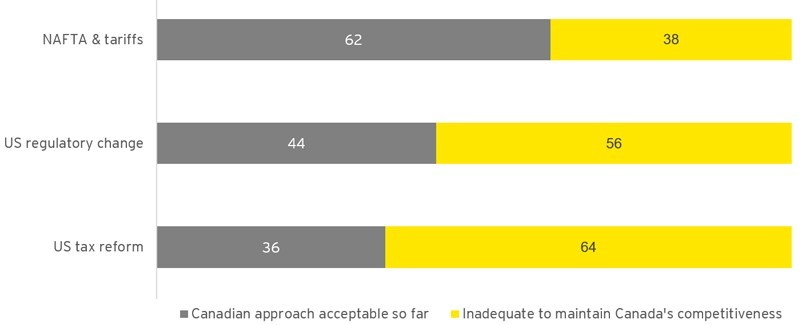 NAFTA & tariffs 62 38
US regulatory change 44 56
US tax reform 36 64
Canadian approach acceptable so far Inadequate to maintain Canada's competitiveness